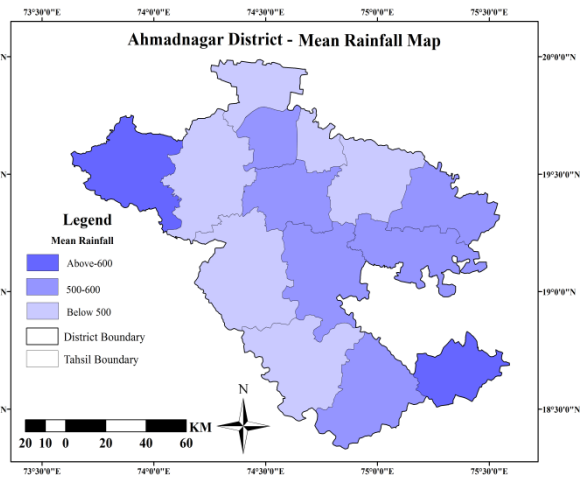 73°30'0"E 74°0'0"E 74°30'0"E 75°0'0"E 75°30'0"E
Ahmadnagar District - Mean Rainfall Map
N 20°0'0"N
N 19°30'0"N
Legend
Mean Rainfall
Above-600
500-600
N 19°0'0"N
Below 500
District Boundary
Tahsil Boundary
N
N 18°30'0"N
KM
20 10 0 20 40 60
73°30'0"E 74°0'0"E 74°30'0"E 75°0'0"E 75°30'0"E